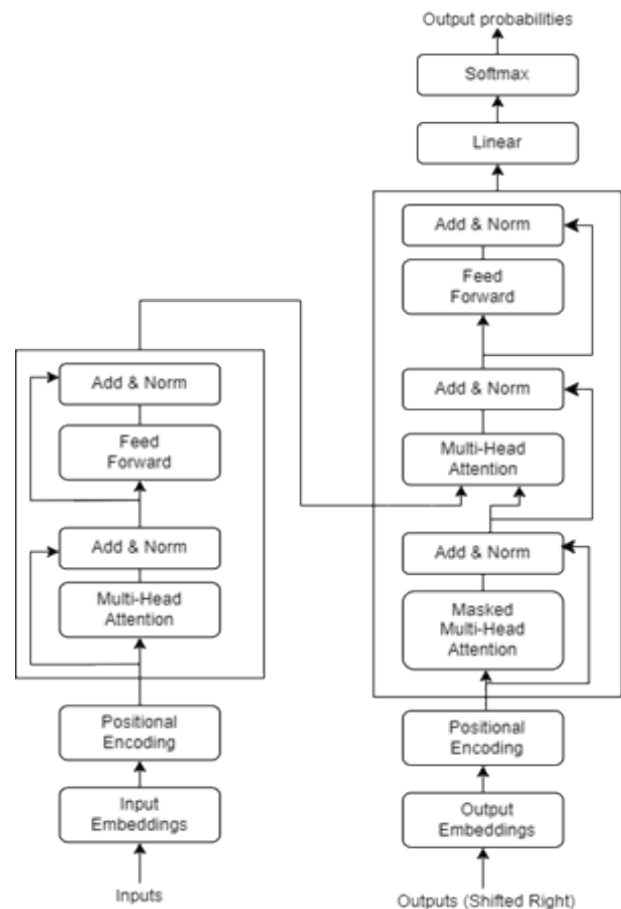 Output probabilities
Softmax
Linear
Add & Norm
Feed
Forward
Add & Norm
Multi-Head
Attention
Add & Norm
Masked
Multi-Head
Attention
Positional
Encoding
Output
Embeddings
Outputs (Shifted Right)
Add & Norm
Feed
Forward
Add & Norm
Multi-Head
Attention
Positional
Encoding
Input
Embeddings
Inputs